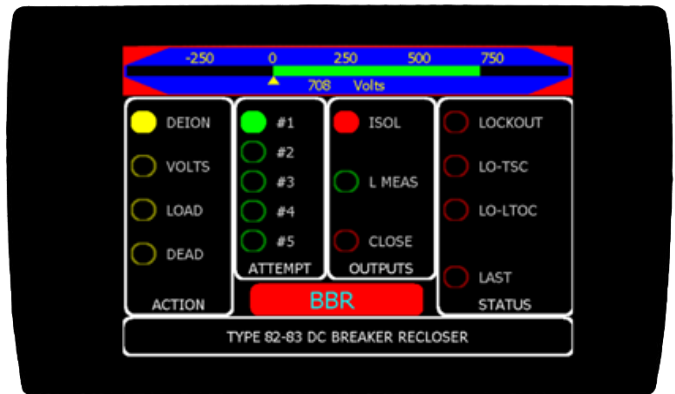 -250 0 250 500 750
708 Volts
DEION
VOLTS
LOAD
DEAD
ACTION
#1
#2
#3
#4
#5
ATTEMPT
ISOL
L MEAS
CLOSE
OUTPUTS
LOCKOUT
LO-TSC
LO-LTOC
LAST
STATUS
BBR
TYPE 82-83 DC BREAKER RECLOSER